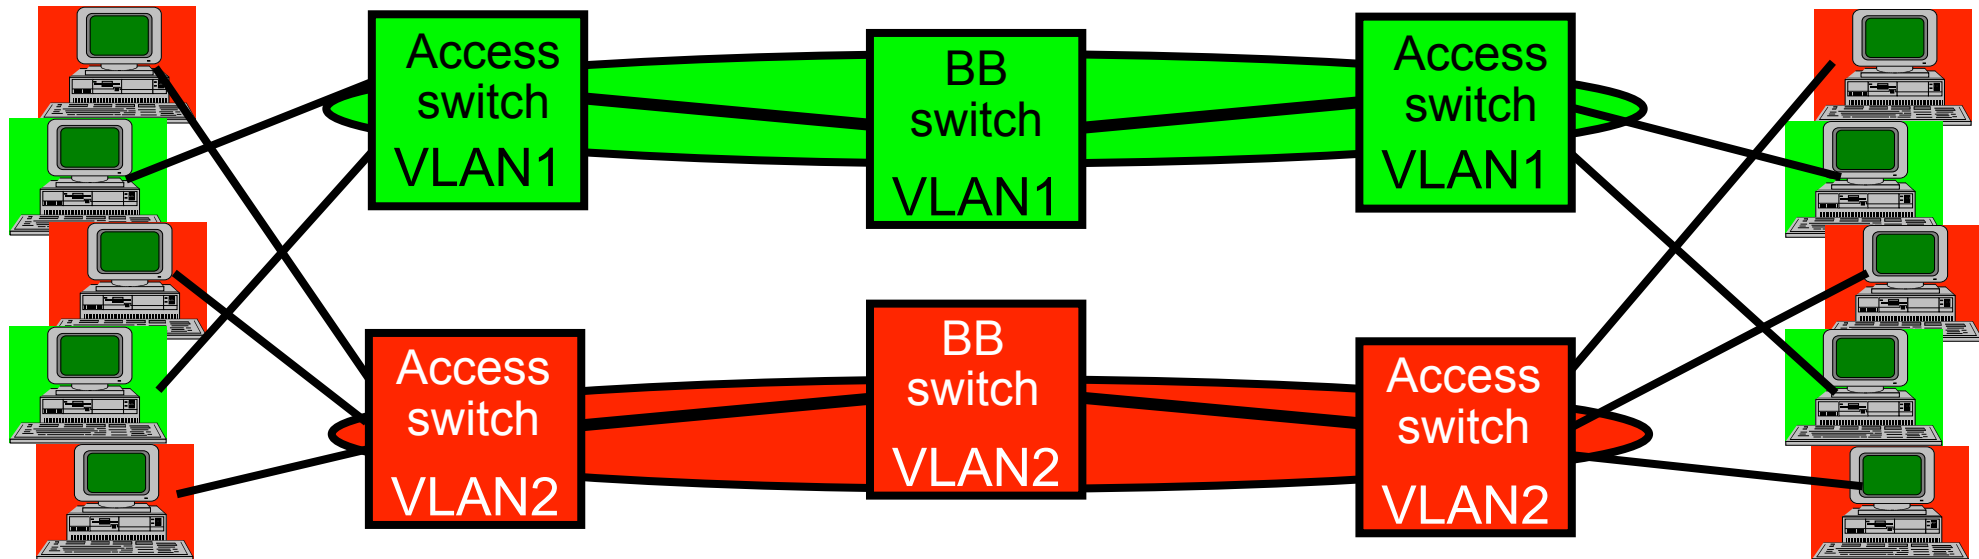 Access
switch
VLAN1
BB
switch
VLAN1
Access
switch
VLAN1
Access
switch
VLAN2
BB
switch
VLAN2
Access
switch
VLAN2